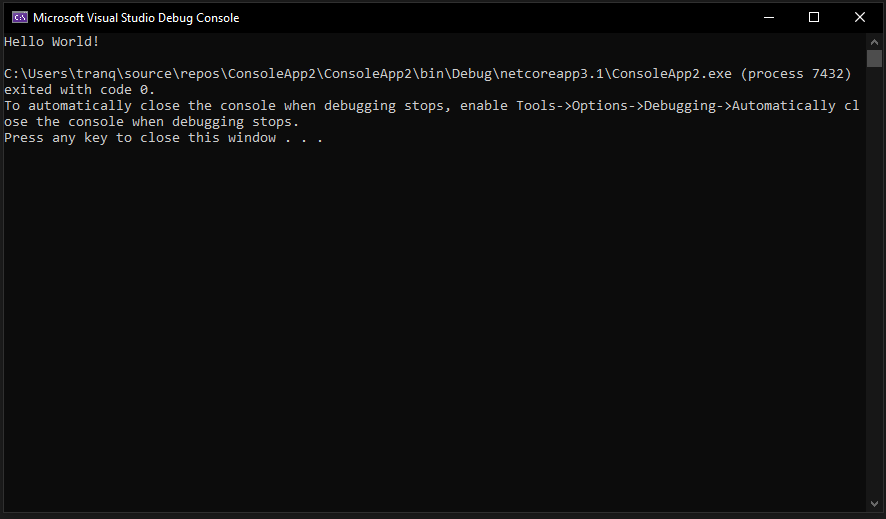 Microsoft Visual Studio Debug Console
Hello World!
C:\Users\tranq\source\repos\ConsoleApp2\ConsoleApp2\bin\Debug\netcoreapp3.1\ConsoleApp2.exe (process 7432)
exited with code 0.
To automatically close the console when debugging stops, enable Tools->Options->Debugging->Automatically cl
ose the console when debugging stops.
Press any key to close this window . . .